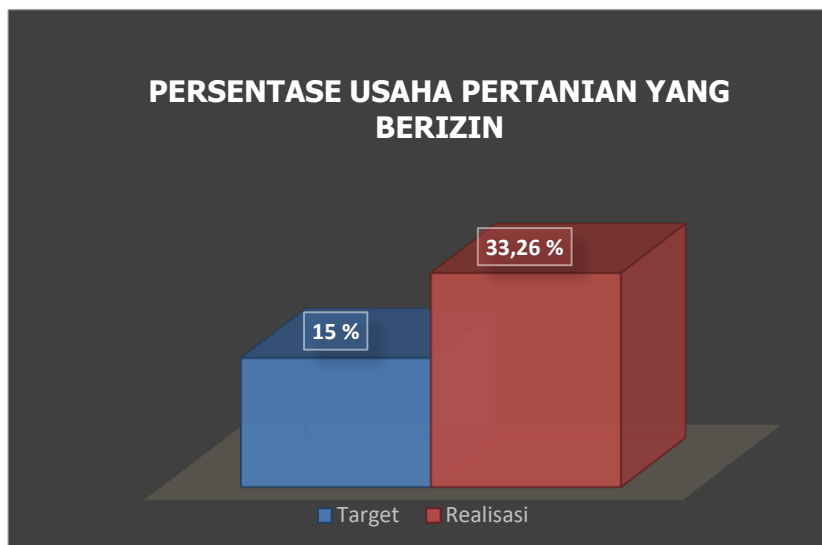 PERSENTASE USAHA PERTANIAN YANG
BERIZIN
33,26 %
15 %
Target
Realisasi